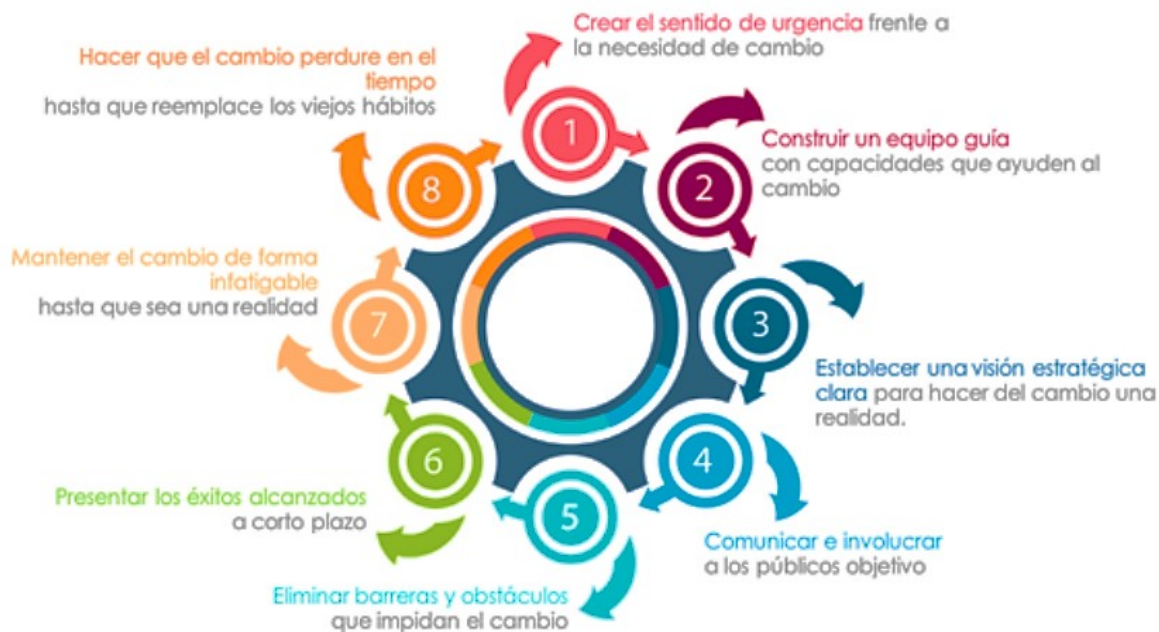 1
Crear el sentido de urgencia frente a
la necesidad de cambio
2
Construir un equipo guía
con capacidades que ayuden al
cambio
3
Establecer una visión estratégica
clara para hacer del cambio una
realidad.
4
Comunicar e involucrar
a los públicos objetivo
5
Eliminar barreras y obstáculos
que impidan el cambio
6
Presentar los éxitos alcanzados
a corto plazo
7
Mantener el cambio de forma
infatigable
hasta que sea una realidad
8
Hacer que el cambio perdure en el
tiempo
hasta que reemplace los viejos hábitos